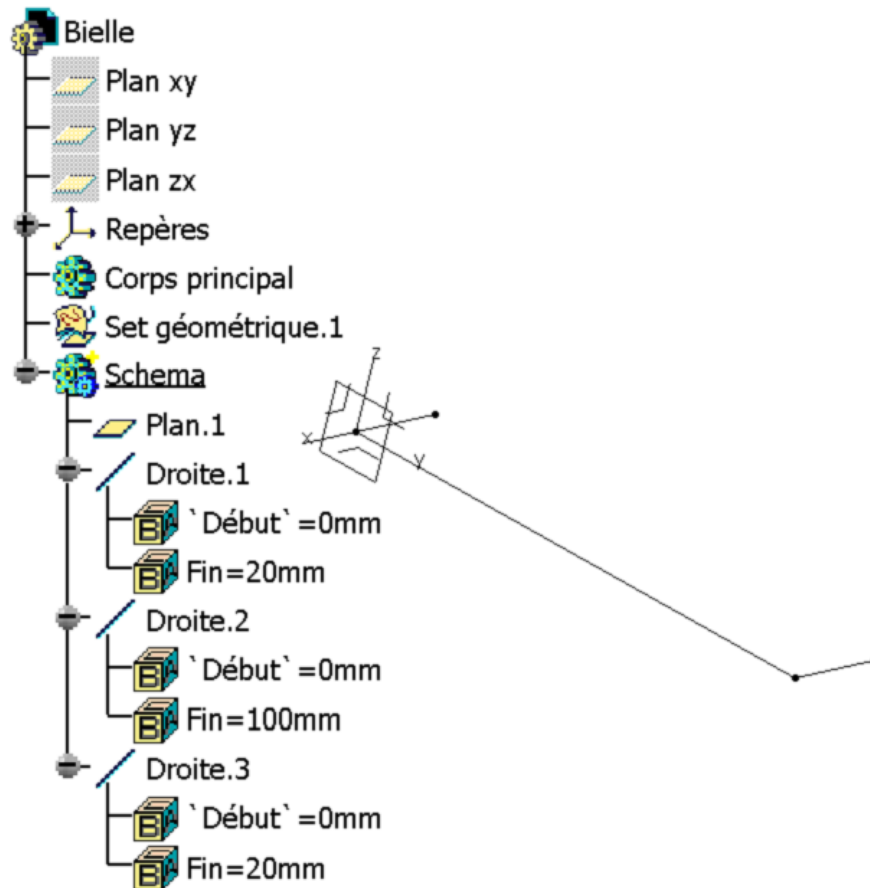 Bielle
Plan xy
Plan yz
Plan zx
Repères
Corps principal
Set géométrique.1
Schema
Plan.1
Droite.1
`Début`=0mm
Fin=20mm
Droite.2
`Début`=0mm
Fin=100mm
Droite.3
`Début`=0mm
Fin=20mm
z
x
y